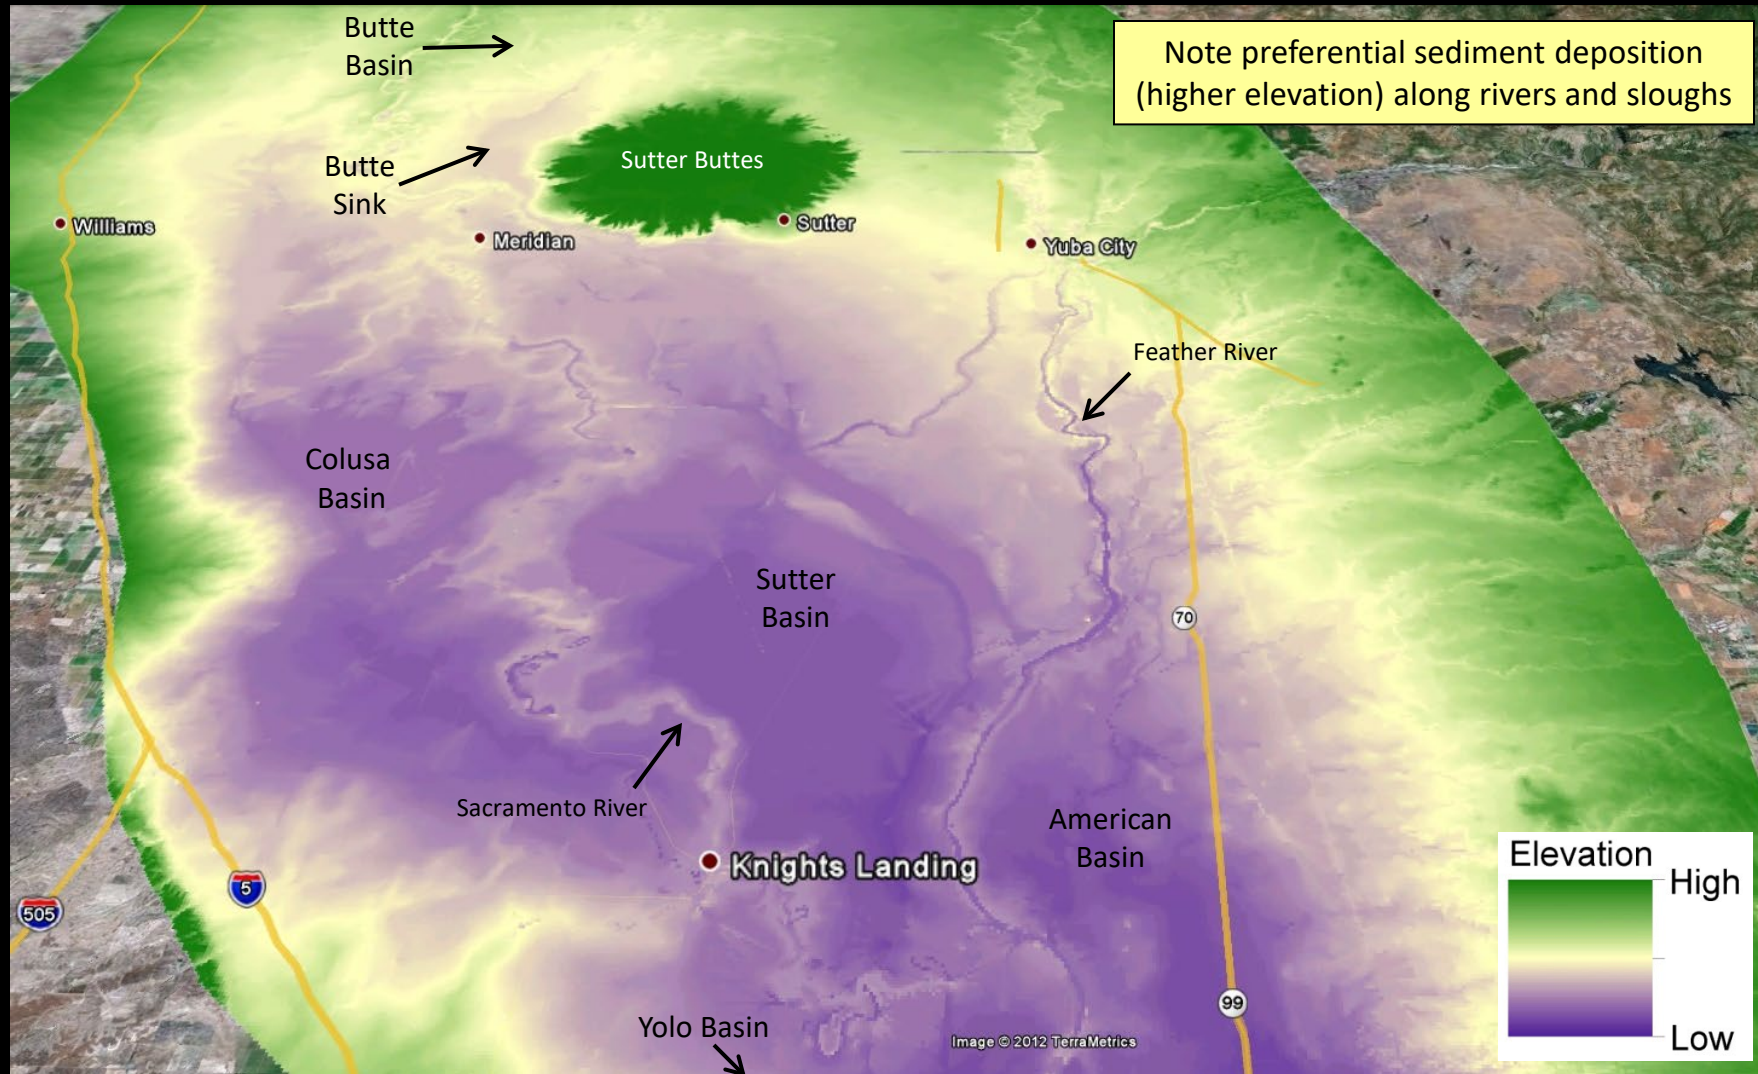 Butte
Basin
Note preferential sediment deposition
(higher elevation) along rivers and sloughs
Butte
Sink
Sutter Buttes
Williams
Meridian
Sutter
Yuba City
Feather River
Colusa
Basin
Sutter
Basin
70
Sacramento River
American
Basin
Knights Landing
5
505
Elevation
High
Low
99
Yolo Basin
Image © 2012 TerraMetrics